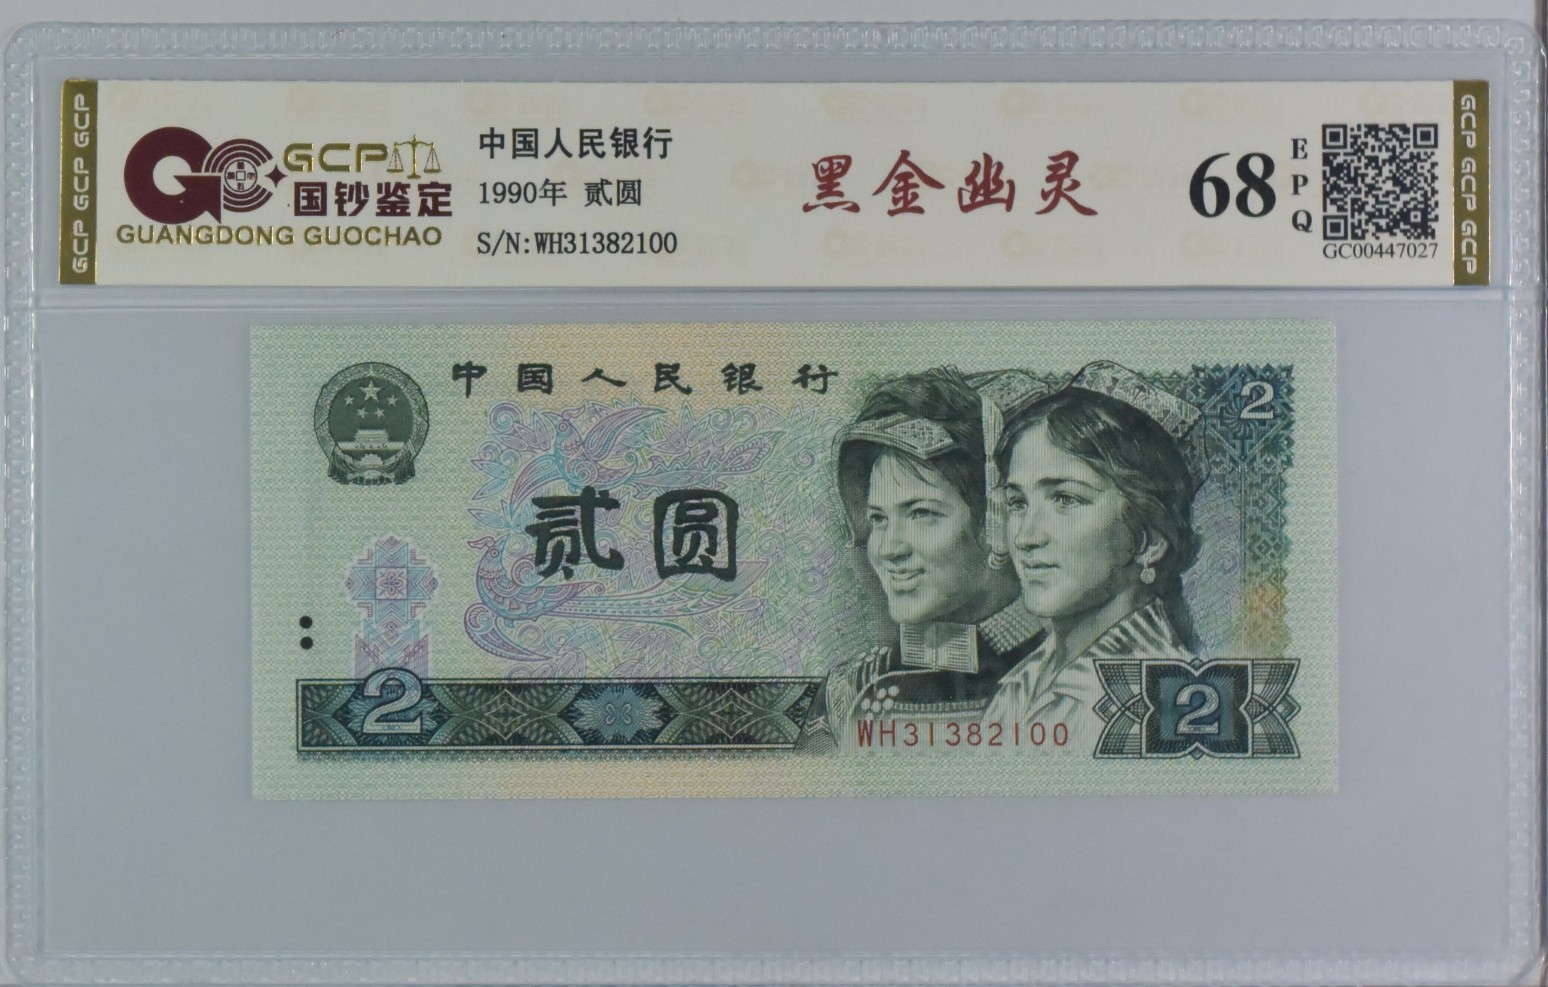 GCP GCP GCP
GCP
国钞鉴定
GUANGDONG GUOCHAO
中国人民银行
1990年 贰圆
S/N:WH31382100
黑金幽灵
68
EPQ
GC00447027
GCP GCP GCP
中国人民银行
2
贰圆
2
WH31382100
2